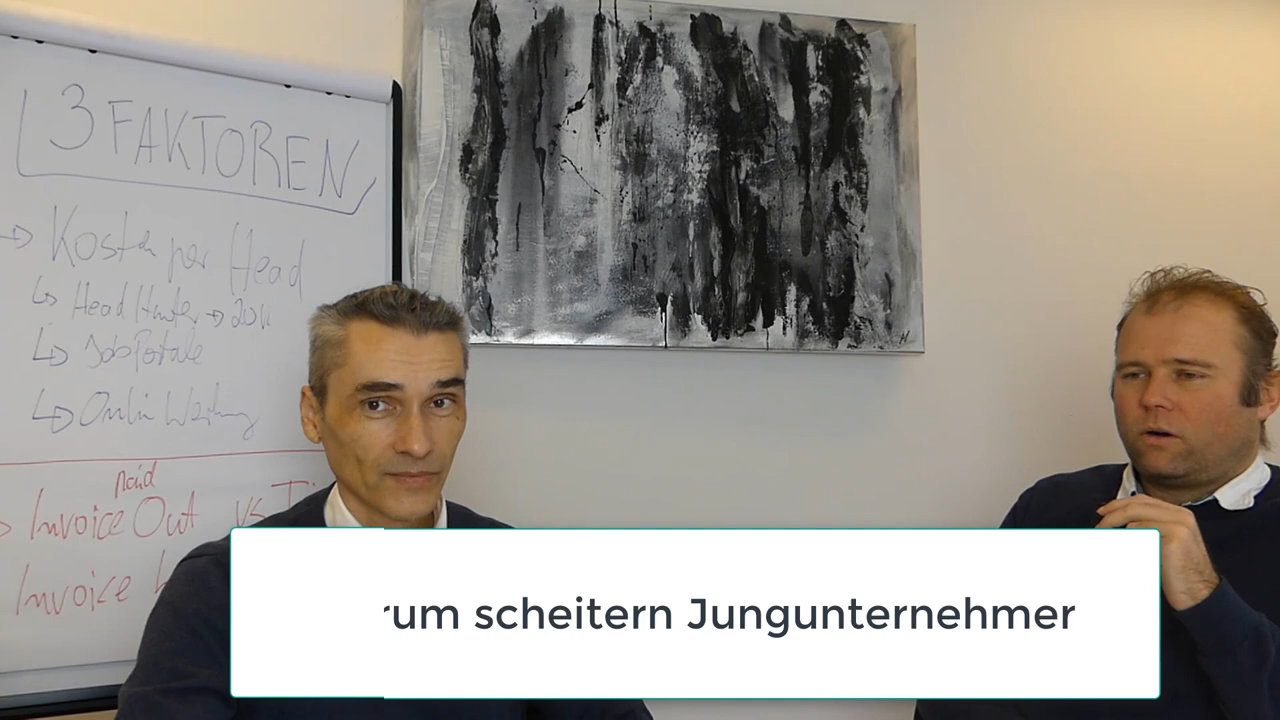 3 FAKTOREN
→ Kosten per Head
↳ Head Hunter → 20k
↳ JobPortale
↳ Online Werbung
paid
Invoice Out vs
Invoice
rum scheitern Jungunternehmer
H